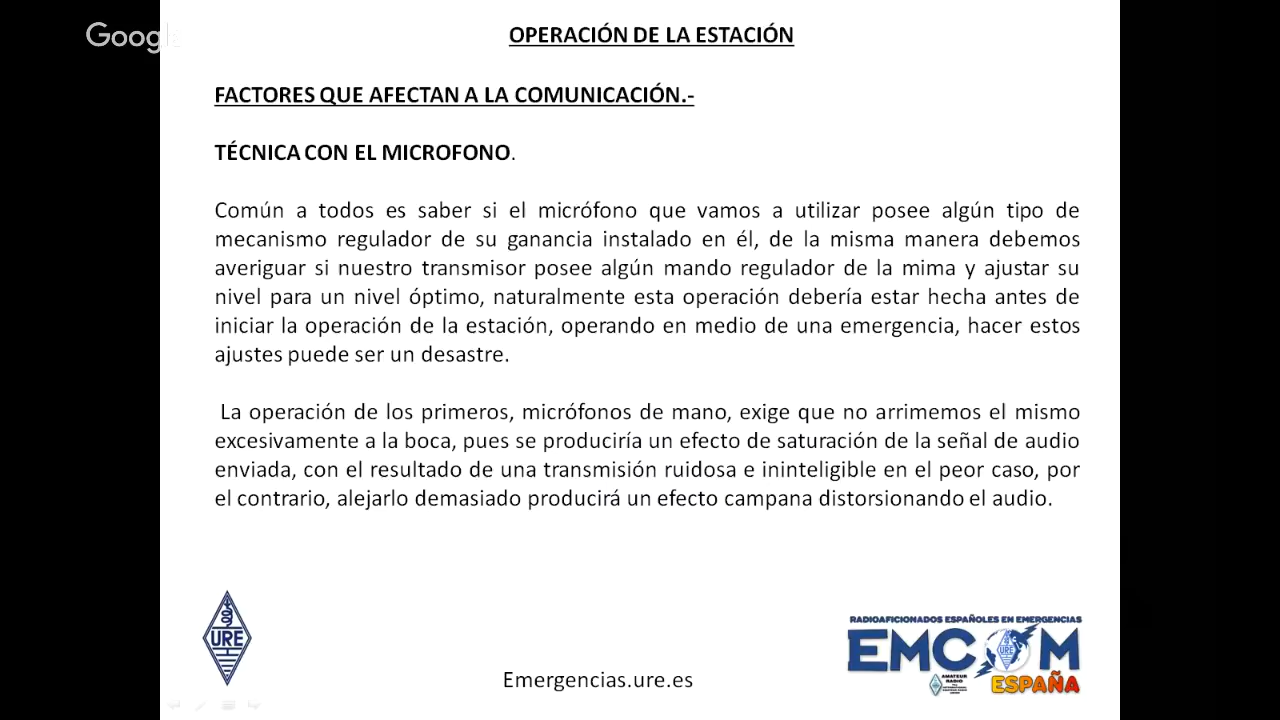 Google
OPERACIÓN DE LA ESTACIÓN
FACTORES QUE AFECTAN A LA COMUNICACIÓN.-
TÉCNICA CON EL MICROFONO.
Común a todos es saber si el micrófono que vamos a utilizar posee algún tipo de
mecanismo regulador de su ganancia instalado en él, de la misma manera debemos
averiguar si nuestro transmisor posee algún mando regulador de la mima y ajustar su
nivel para un nivel óptimo, naturalmente esta operación debería estar hecha antes de
iniciar la operación de la estación, operando en medio de una emergencia, hacer estos
ajustes puede ser un desastre.
La operación de los primeros, micrófonos de mano, exige que no arrimemos el mismo
excesivamente a la boca, pues se produciría un efecto de saturación de la señal de audio
enviada, con el resultado de una transmisión ruidosa e ininteligible en el peor caso, por
el contrario, alejarlo demasiado producirá un efecto campana distorsionando el audio.
URE
RADIOAFICIONADOS ESPAÑOLES EN EMERGENCIAS
EMCOM
URE
AMATEUR
RADIO
ESPAÑA
Emergencias.ure.es